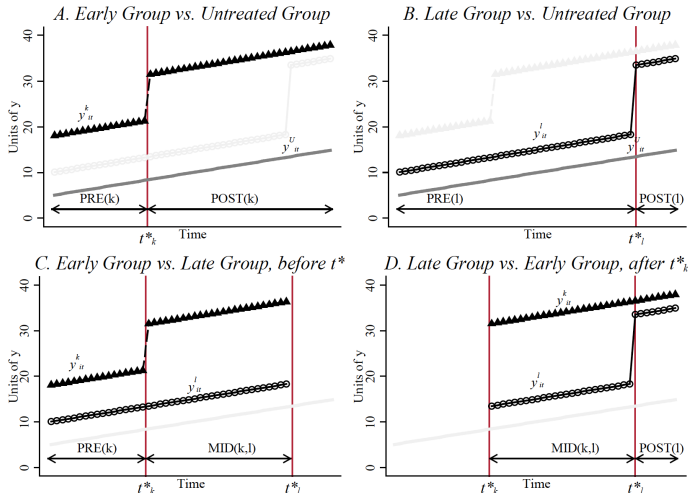 A. Early Group vs. Untreated Group
Units of y
40
30
20
10
0
y^k_it
y^U_it
PRE(k)
POST(k)
t*_k
Time
B. Late Group vs. Untreated Group
Units of y
40
30
20
10
0
y^l_it
y^U_it
PRE(l)
POST(l)
Time
t*_l
C. Early Group vs. Late Group, before t*
Units of y
40
30
20
10
0
y^k_it
y^l_it
PRE(k)
MID(k,l)
t*_k
Time
t*_l
D. Late Group vs. Early Group, after t*_k
Units of y
40
30
20
10
0
y^k_it
y^l_it
MID(k,l)
POST(l)
t*_k
Time
t*_l